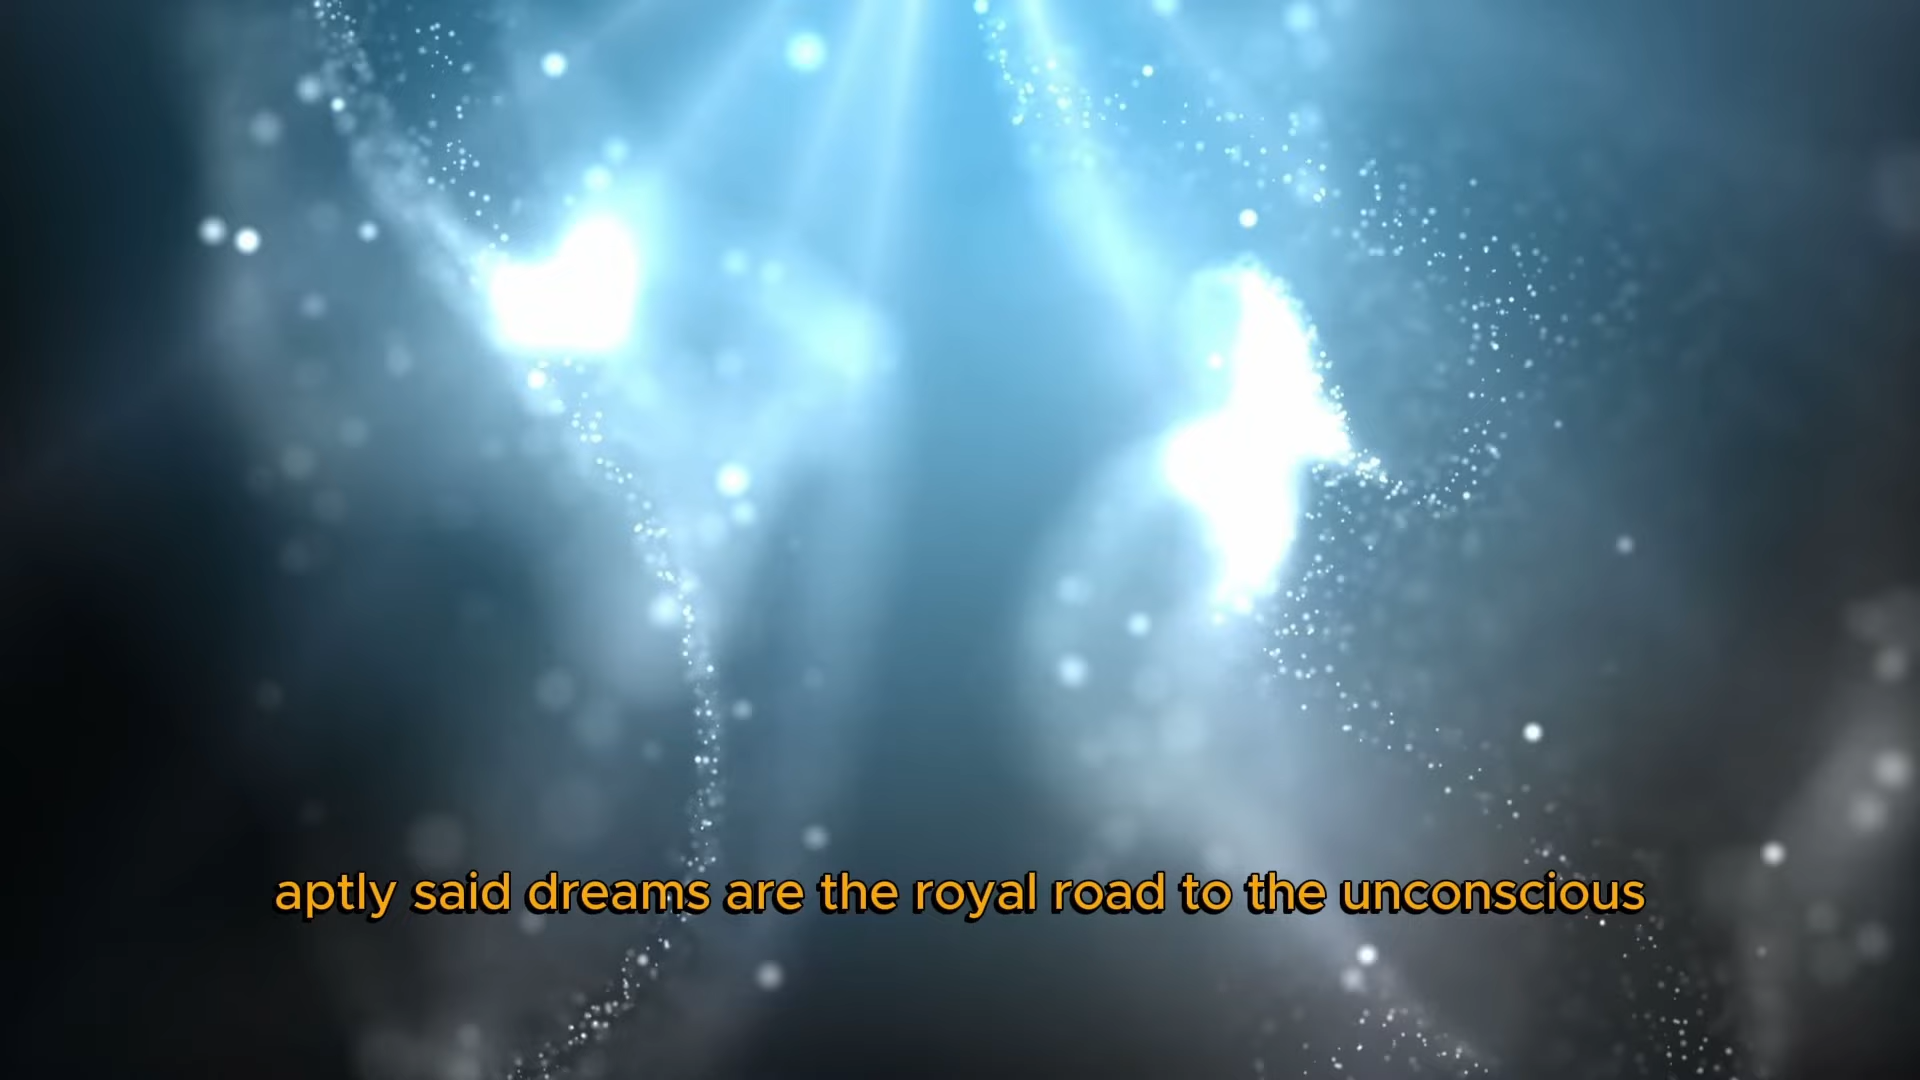 aptly said dreams are the royal road to the unconscious